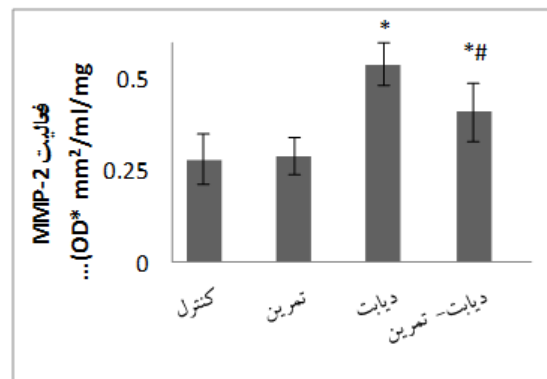 فعالیت MMP-2
(OD* mm²/ml/mg...
0.5
0.25
0
*
*#
کنترل
تمرین
دیابت
دیابت- تمرین